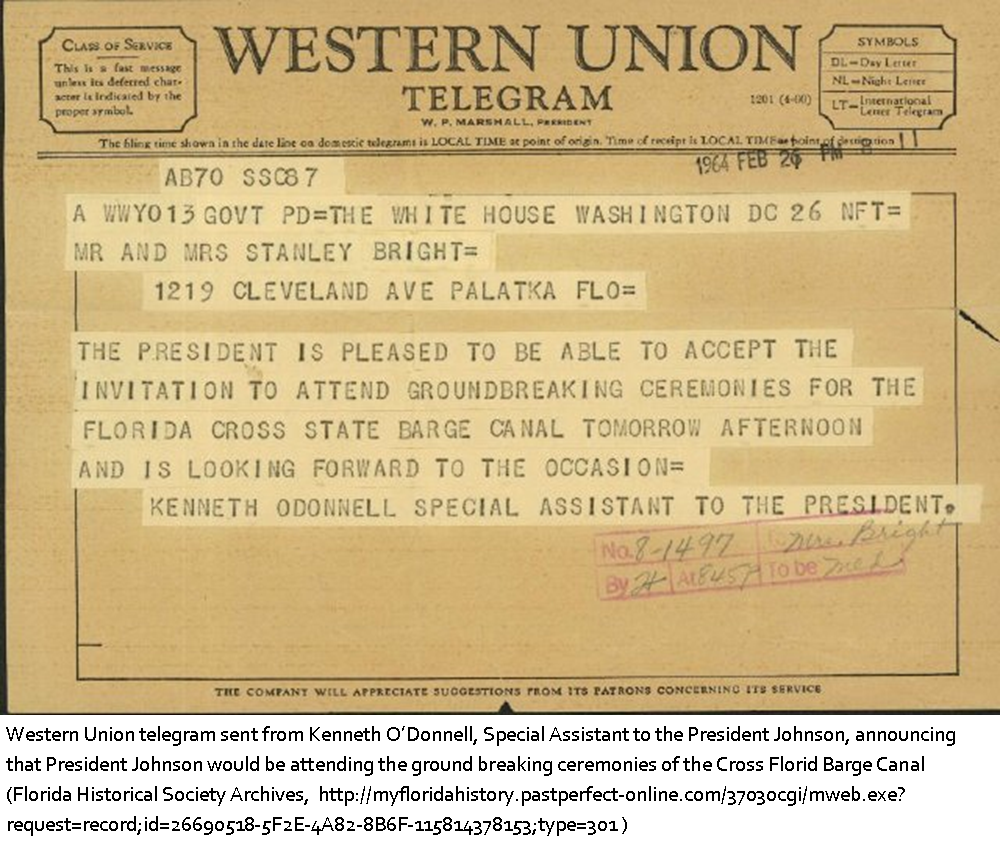 CLASS OF SERVICE
This is a fast message
unless its deferred char-
acter is indicated by the
proper symbol.
WESTERN UNION
TELEGRAM
W. P. MARSHALL, PRESIDENT
1201 (4-60)
SYMBOLS
DL=Day Letter
NL=Night Letter
LT=International Letter Telegram
The filing time shown in the date line on domestic telegrams is LOCAL TIME at point of origin. Time of receipt is LOCAL TIME at point of destination
1964 FEB 26 PM 8 11
AB70 SSC87
A WWY013 GOVT PD=THE WHITE HOUSE WASHINGTON DC 26 NFT=
MR AND MRS STANLEY BRIGHT=
1219 CLEVELAND AVE PALATKA FLO=
THE PRESIDENT IS PLEASED TO BE ABLE TO ACCEPT THE
INVITATION TO ATTEND GROUNDBREAKING CEREMONIES FOR THE
FLORIDA CROSS STATE BARGE CANAL TOMORROW AFTERNOON
AND IS LOOKING FORWARD TO THE OCCASION=
KENNETH ODONNELL SPECIAL ASSISTANT TO THE PRESIDENT.
No. 8-1497 To Mrs. Bright
By At 845P To be
THE COMPANY WILL APPRECIATE SUGGESTIONS FROM ITS PATRONS CONCERNING ITS SERVICE
Western Union telegram sent from Kenneth O'Donnell, Special Assistant to the President Johnson, announcing
that President Johnson would be attending the ground breaking ceremonies of the Cross Florid Barge Canal
(Florida Historical Society Archives, http://myfloridahistory.pastperfect-online.com/37030cgi/mweb.exe?
request=record;id=26690518-5F2E-4A82-8B6F-115814378153;type=301 )